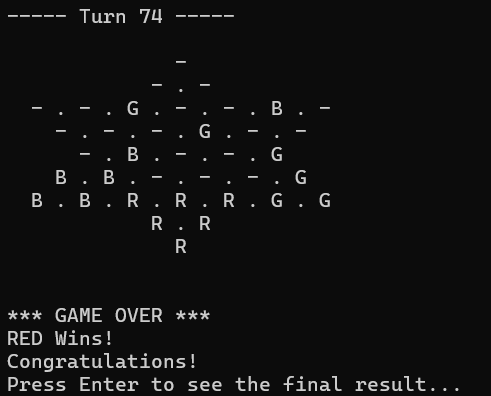 ----- Turn 74 -----
-
- . -
- . - . G . - . - . - . B . -
- . - . - . G . - . -
- . B . - . - . - . G
B . B . - . - . - . G
B . B . R . R . R . G . G
R . R
R
*** GAME OVER ***
RED Wins!
Congratulations!
Press Enter to see the final result...